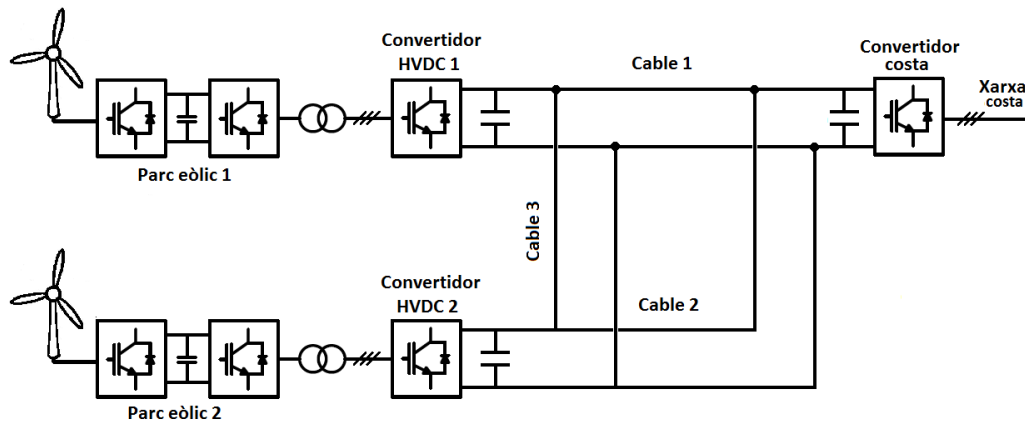 Convertidor
HVDC 1
Cable 1
Convertidor
costa
Xarxa
costa
Parc eòlic 1
Cable 3
Convertidor
HVDC 2
Cable 2
Parc eòlic 2